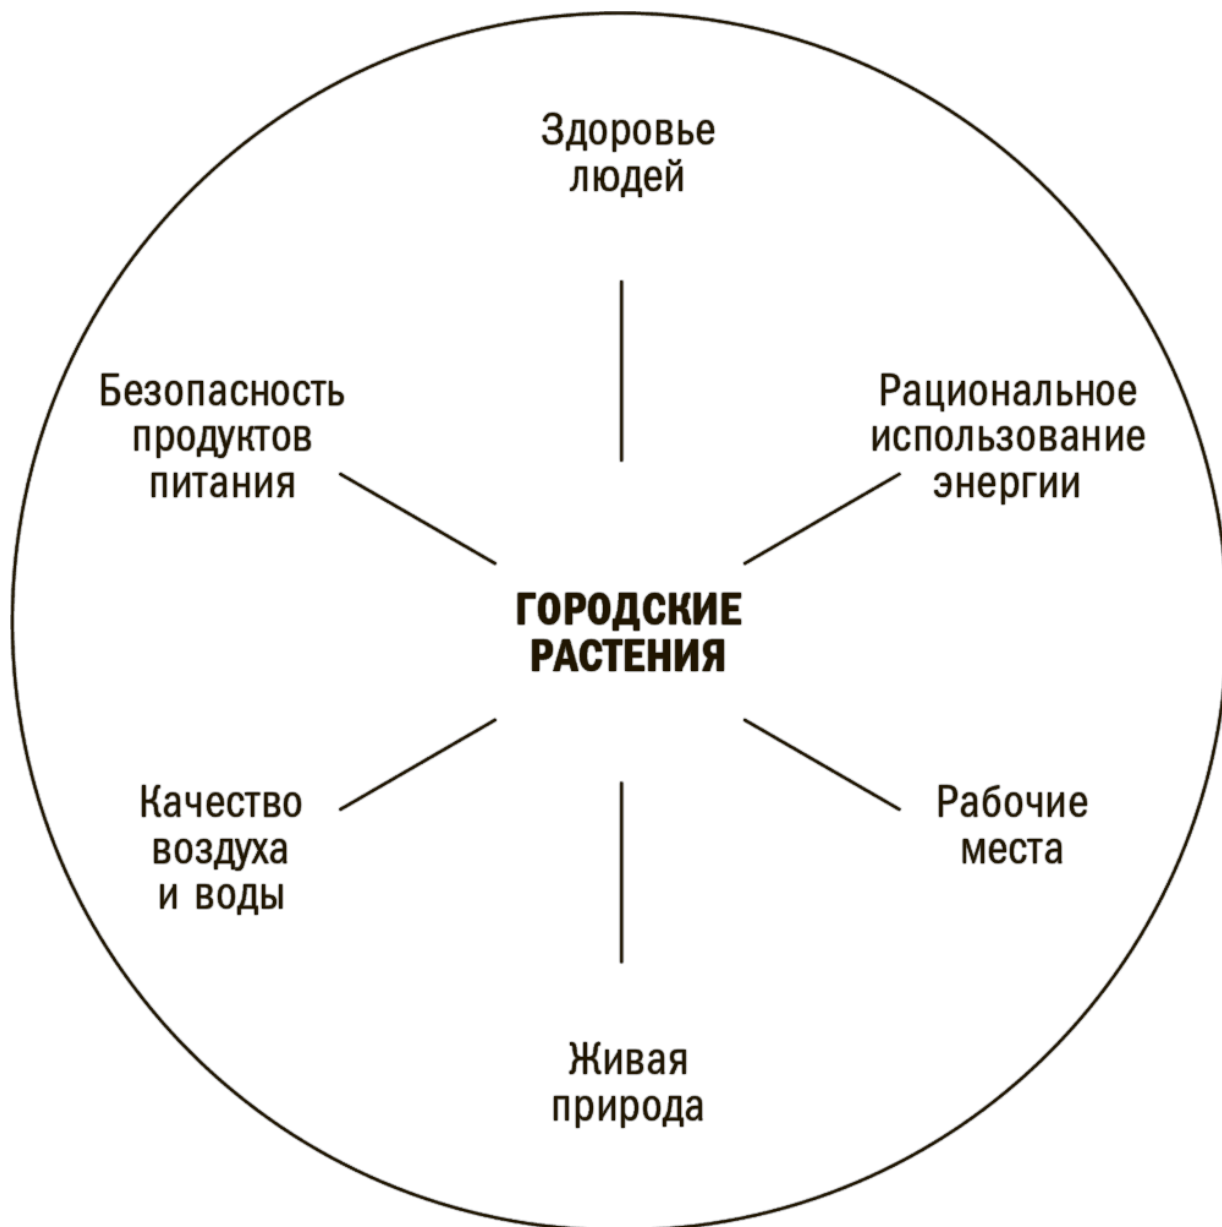 Здоровье
людей
Безопасность
продуктов
питания
Рациональное
использование
энергии
ГОРОДСКИЕ
РАСТЕНИЯ
Качество
воздуха
и воды
Рабочие
места
Живая
природа